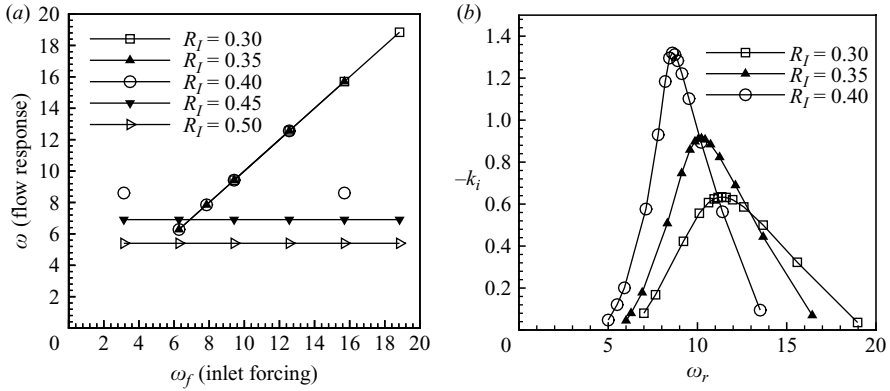 (a)
20
18
16
14
12
10
8
6
4
2
0
2 4 6 8 10 12 14 16 18 20
ω (flow response)
ω_f (inlet forcing)
R_I = 0.30
R_I = 0.35
R_I = 0.40
R_I = 0.45
R_I = 0.50
(b)
1.4
1.2
1.0
0.8
0.6
0.4
0.2
0 5 10 15 20
–k_i
ω_r
R_I = 0.30
R_I = 0.35
R_I = 0.40